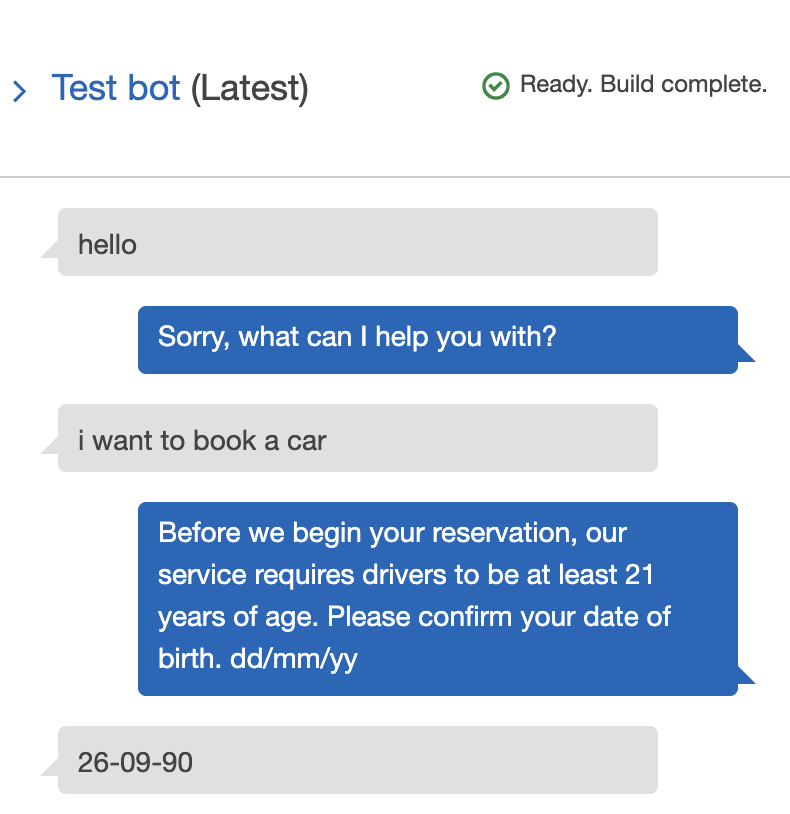 Test bot (Latest)
Ready. Build complete.
hello
Sorry, what can I help you with?
i want to book a car
Before we begin your reservation, our
service requires drivers to be at least 21
years of age. Please confirm your date of
birth. dd/mm/yy
26-09-90